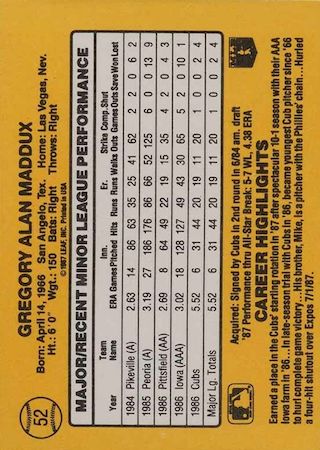 52
GREGORY ALAN MADDUX
Born: April 14, 1966 San Angelo, Tex. Home: Las Vegas, Nev.
Ht.: 6'0" Wgt.: 150 Bats: Right Throws: Right
©1987 LEAF, INC. Printed in USA
MAJOR/RECENT MINOR LEAGUE PERFORMANCE
Team Inn. Er. Strike Comp. Shut
Year Name ERA Games Pitched Hits Runs Runs Walks Outs Games Outs Save Won Lost
1984 Pikeville (A) 2.63 14 86 63 35 25 41 62 2 2 0 6 2
1985 Peoria (A) 3.19 27 186 176 86 66 52 125 6 0 0 13 9
1986 Pittsfield (AA) 2.69 8 64 49 22 19 15 35 4 2 0 4 3
1986 Iowa (AAA) 3.02 18 128 127 49 43 30 65 5 2 0 10 1
1986 Cubs 5.52 6 31 44 20 19 11 20 1 0 0 2 4
Major Lg. Totals 5.52 6 31 44 20 19 11 20 1 0 0 2 4
Acquired: Signed by Cubs in 2nd round in 6/84 am. draft
'87 Performance thru All-Star Break: 5-7 WL, 4.38 ERA
CAREER HIGHLIGHTS
Earned a place in the Cubs' starting rotation in '87 after spectacular 10-1 season with their AAA
Iowa farm in '86...In late-season trial with Cubs in '86, became youngest Cub pitcher since '66
to hurl complete game victory...His brother, Mike, is a pitcher with the Phillies' chain...Hurled
a four-hits shutout over Expos 7/1/87.